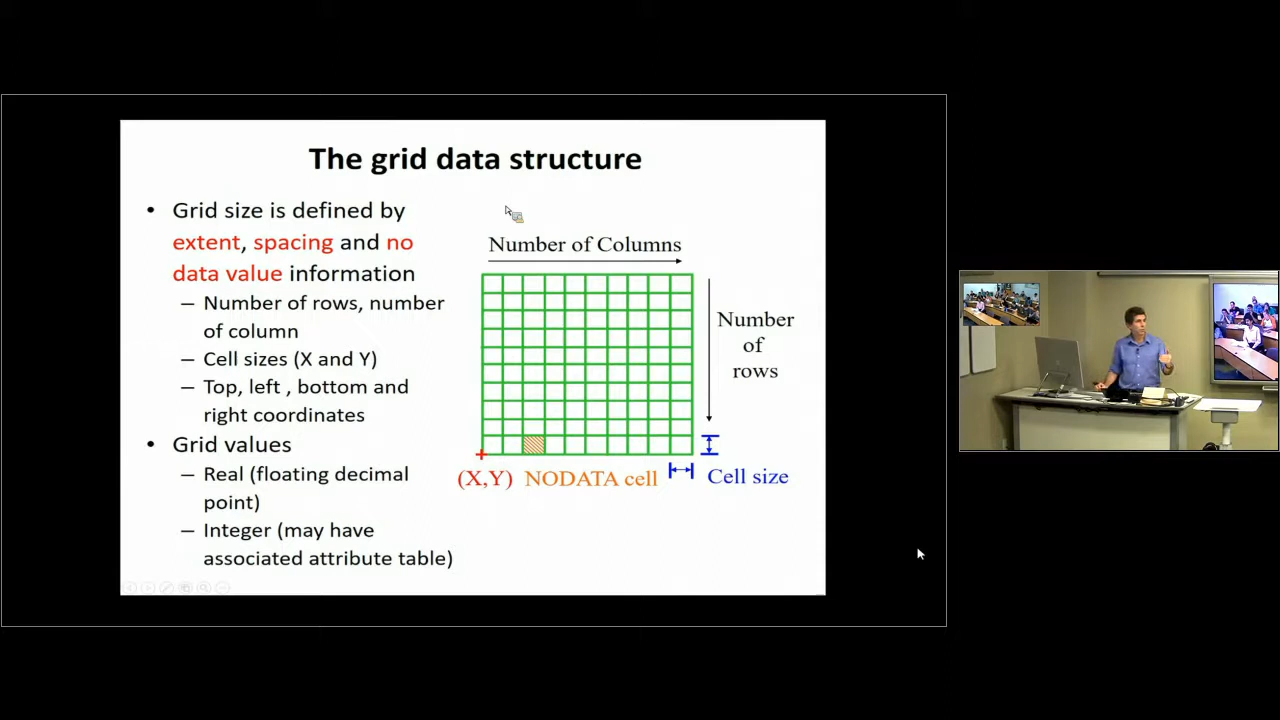 The grid data structure
• Grid size is defined by
extent, spacing and no
data value information
– Number of rows, number
of column
– Cell sizes (X and Y)
– Top, left , bottom and
right coordinates
• Grid values
– Real (floating decimal
point)
– Integer (may have
associated attribute table)
Number of Columns
Number
of
rows
(X,Y)
NODATA cell
Cell size